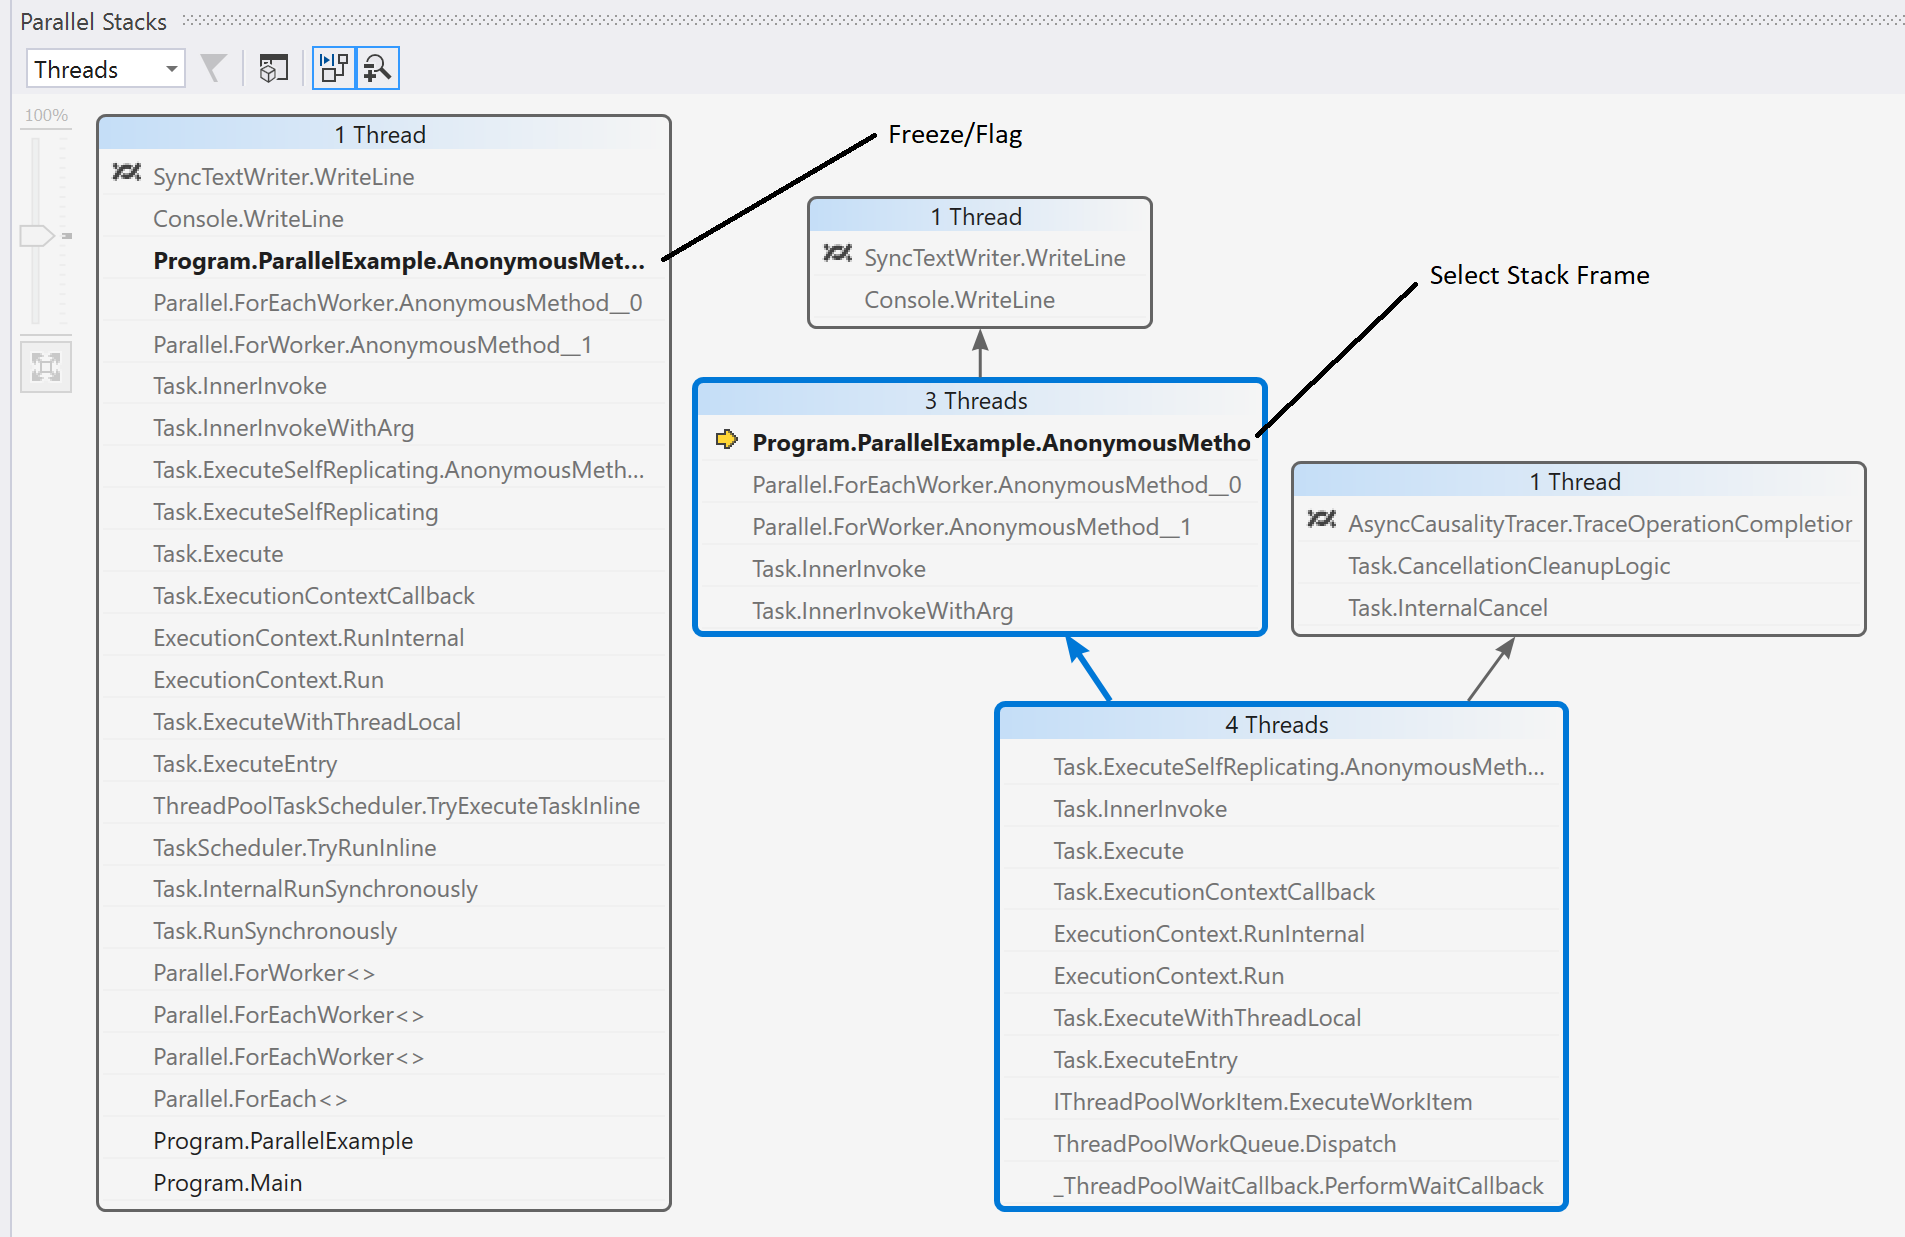 Parallel Stacks
Threads
100%
1 Thread
SyncTextWriter.WriteLine
Console.WriteLine
Program.ParallelExample.AnonymousMet...
Parallel.ForEachWorker.AnonymousMethod__0
Parallel.ForWorker.AnonymousMethod__1
Task.InnerInvoke
Task.InnerInvokeWithArg
Task.ExecuteSelfReplicating.AnonymousMeth...
Task.ExecuteSelfReplicating
Task.Execute
Task.ExecutionContextCallback
ExecutionContext.RunInternal
ExecutionContext.Run
Task.ExecuteWithThreadLocal
Task.ExecuteEntry
ThreadPoolTaskScheduler.TryExecuteTaskInline
TaskScheduler.TryRunInline
Task.InternalRunSynchronously
Task.RunSynchronously
Parallel.ForWorker<>
Parallel.ForEachWorker<>
Parallel.ForEachWorker<>
Parallel.ForEach<>
Program.ParallelExample
Program.Main
Freeze/Flag
1 Thread
SyncTextWriter.WriteLine
Console.WriteLine
Select Stack Frame
3 Threads
Program.ParallelExample.AnonymousMetho
Parallel.ForEachWorker.AnonymousMethod__0
Parallel.ForWorker.AnonymousMethod__1
Task.InnerInvoke
Task.InnerInvokeWithArg
1 Thread
AsyncCausalityTracer.TraceOperationCompletior
Task.CancellationCleanupLogic
Task.InternalCancel
4 Threads
Task.ExecuteSelfReplicating.AnonymousMeth...
Task.InnerInvoke
Task.Execute
Task.ExecutionContextCallback
ExecutionContext.RunInternal
ExecutionContext.Run
Task.ExecuteWithThreadLocal
Task.ExecuteEntry
IThreadPoolWorkItem.ExecuteWorkItem
ThreadPoolWorkQueue.Dispatch
_ThreadPoolWaitCallback.PerformWaitCallback